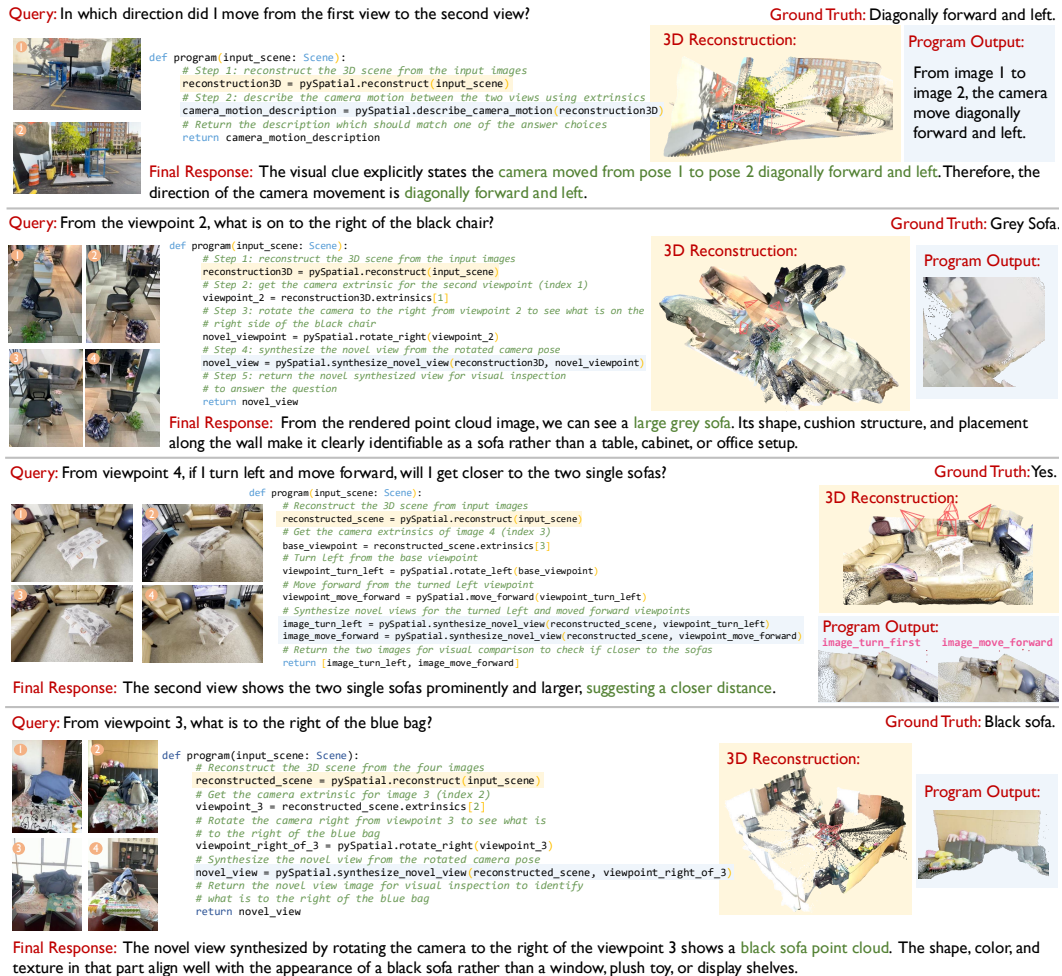 Query: In which direction did I move from the first view to the second view?
Ground Truth: Diagonally forward and left.
1
2
def program(input_scene: Scene):
# Step 1: reconstruct the 3D scene from the input images
reconstruction3D = pySpatial.reconstruct(input_scene)
# Step 2: describe the camera motion between the two views using extrinsics
camera_motion_description = pySpatial.describe_camera_motion(reconstruction3D)
# Return the description which should match one of the answer choices
return camera_motion_description
3D Reconstruction:
Program Output:
From image 1 to
image 2, the camera
move diagonally
forward and left.
Final Response: The visual clue explicitly states the camera moved from pose 1 to pose 2 diagonally forward and left. Therefore, the
direction of the camera movement is diagonally forward and left.
Query: From the viewpoint 2, what is on to the right of the black chair?
Ground Truth: Grey Sofa.
1
2
3
4
def program(input_scene: Scene):
# Step 1: reconstruct the 3D scene from the input images
reconstruction3D = pySpatial.reconstruct(input_scene)
# Step 2: get the camera extrinsic for the second viewpoint (index 1)
viewpoint_2 = reconstruction3D.extrinsics[1]
# Step 3: rotate the camera to the right from viewpoint 2 to see what is on the
# right side of the black chair
novel_viewpoint = pySpatial.rotate_right(viewpoint_2)
# Step 4: synthesize the novel view from the rotated camera pose
novel_view = pySpatial.synthesize_novel_view(reconstruction3D, novel_viewpoint)
# Step 5: return the novel synthesized view for visual inspection
# to answer the question
return novel_view
3D Reconstruction:
Program Output:
Final Response: From the rendered point cloud image, we can see a large grey sofa. Its shape, cushion structure, and placement
along the wall make it clearly identifiable as a sofa rather than a table, cabinet, or office setup.
Query: From viewpoint 4, if I turn left and move forward, will I get closer to the two single sofas?
Ground Truth: Yes.
1
2
3
4
def program(input_scene: Scene):
# Reconstruct the 3D scene from input images
reconstructed_scene = pySpatial.reconstruct(input_scene)
# Get the camera extrinsics of image 4 (index 3)
base_viewpoint = reconstructed_scene.extrinsics[3]
# Turn left from the base viewpoint
viewpoint_turn_left = pySpatial.rotate_left(base_viewpoint)
# Move forward from the turned Left viewpoint
viewpoint_move_forward = pySpatial.move_forward(viewpoint_turn_left)
# Synthesize novel views for the turned Left and moved forward viewpoints
image_turn_left = pySpatial.synthesize_novel_view(reconstructed_scene, viewpoint_turn_left)
image_move_forward = pySpatial.synthesize_novel_view(reconstructed_scene, viewpoint_move_forward)
# Return the two images for visual comparison to check if closer to the sofas
return [image_turn_left, image_move_forward]
3D Reconstruction:
Program Output:
image_turn_first image_move_forward
Final Response: The second view shows the two single sofas prominently and larger, suggesting a closer distance.
Query: From viewpoint 3, what is to the right of the blue bag?
Ground Truth: Black sofa.
1
2
3
4
def program(input_scene: Scene):
# Reconstruct the 3D scene from the four images
reconstructed_scene = pySpatial.reconstruct(input_scene)
# Get the camera extrinsic for image 3 (index 2)
viewpoint_3 = reconstructed_scene.extrinsics[2]
# Rotate the camera right from viewpoint 3 to see what is
# to the right of the blue bag
viewpoint_right_of_3 = pySpatial.rotate_right(viewpoint_3)
# Synthesize the novel view from the rotated camera pose
novel_view = pySpatial.synthesize_novel_view(reconstructed_scene, viewpoint_right_of_3)
# Return the novel view image for visual inspection to identify
# what is to the right of the blue bag
return novel_view
3D Reconstruction:
Program Output:
Final Response: The novel view synthesized by rotating the camera to the right of the viewpoint 3 shows a black sofa point cloud. The shape, color, and
texture in that part align well with the appearance of a black sofa rather than a window, plush toy, or display shelves.